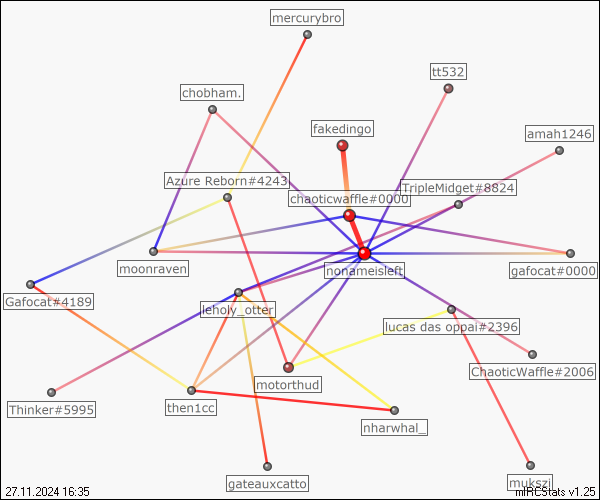 mercurybro
tt532
chobham.
fakedingo
amah1246
Azure Reborn#4243
TripleMidget#8824
chaoticwaffle#0000
moonraven
nonameisleft
gafocat#0000
Gafocat#4189
leholy_otter
lucas das oppai#2396
ChaoticWaffle#2006
motorthud
Thinker#5995
then1cc
nharwhal_
gateauxcatto
mukszi
27.11.2024 16:35
mIRCStats v1.25